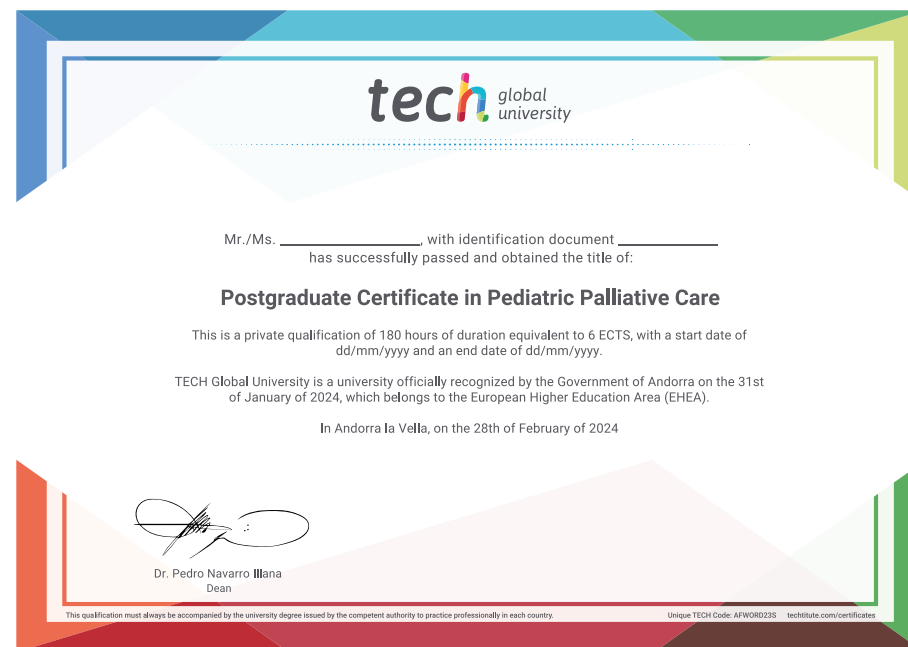 tech global university
Mr./Ms. ____________, with identification document ____________
has successfully passed and obtained the title of:
Postgraduate Certificate in Pediatric Palliative Care
This is a private qualification of 180 hours of duration equivalent to 6 ECTS, with a start date of
dd/mm/yyyy and an end date of dd/mm/yyyy.
TECH Global University is a university officially recognized by the Government of Andorra on the 31st
of January of 2024, which belongs to the European Higher Education Area (EHEA).
In Andorra la Vella, on the 28th of February of 2024
Dr. Pedro Navarro Illana
Dean
This qualification must always be accompanied by the university degree issued by the competent authority to practice professionally in each country.
Unique TECH Code: AFWORD23S techtitute.com/certificates